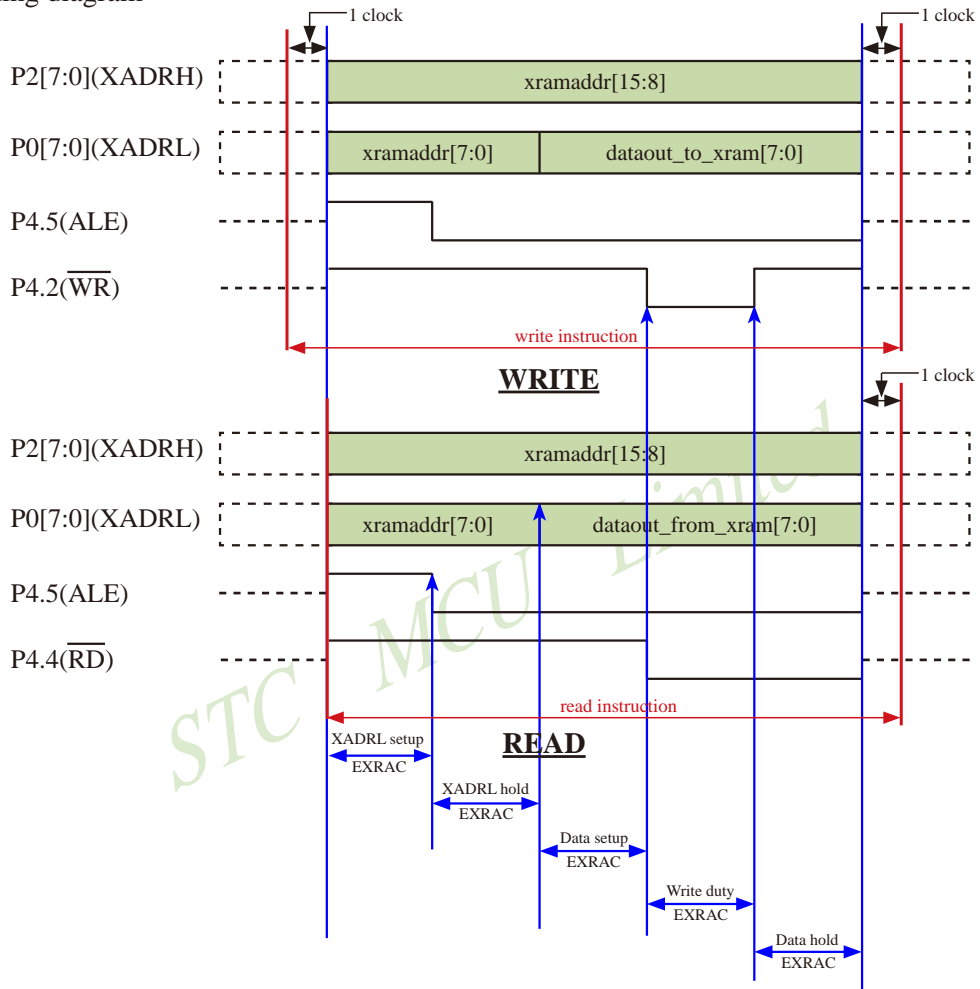 ing diagram
1 clock
1 clock
P2[7:0](XADRH)
xramaddr[15:8]
P0[7:0](XADRL)
xramaddr[7:0]
dataout_to_xram[7:0]
P4.5(ALE)
P4.2(WR)
write instruction
WRITE
1 clock
P2[7:0](XADRH)
xramaddr[15:8]
P0[7:0](XADRL)
xramaddr[7:0]
dataout_from_xram[7:0]
P4.5(ALE)
P4.4(RD)
read instruction
READ
STC MCU Limited
XADRL setup
EXRAC
XADRL hold
EXRAC
Data setup
EXRAC
Write duty
EXRAC
Data hold
EXRAC